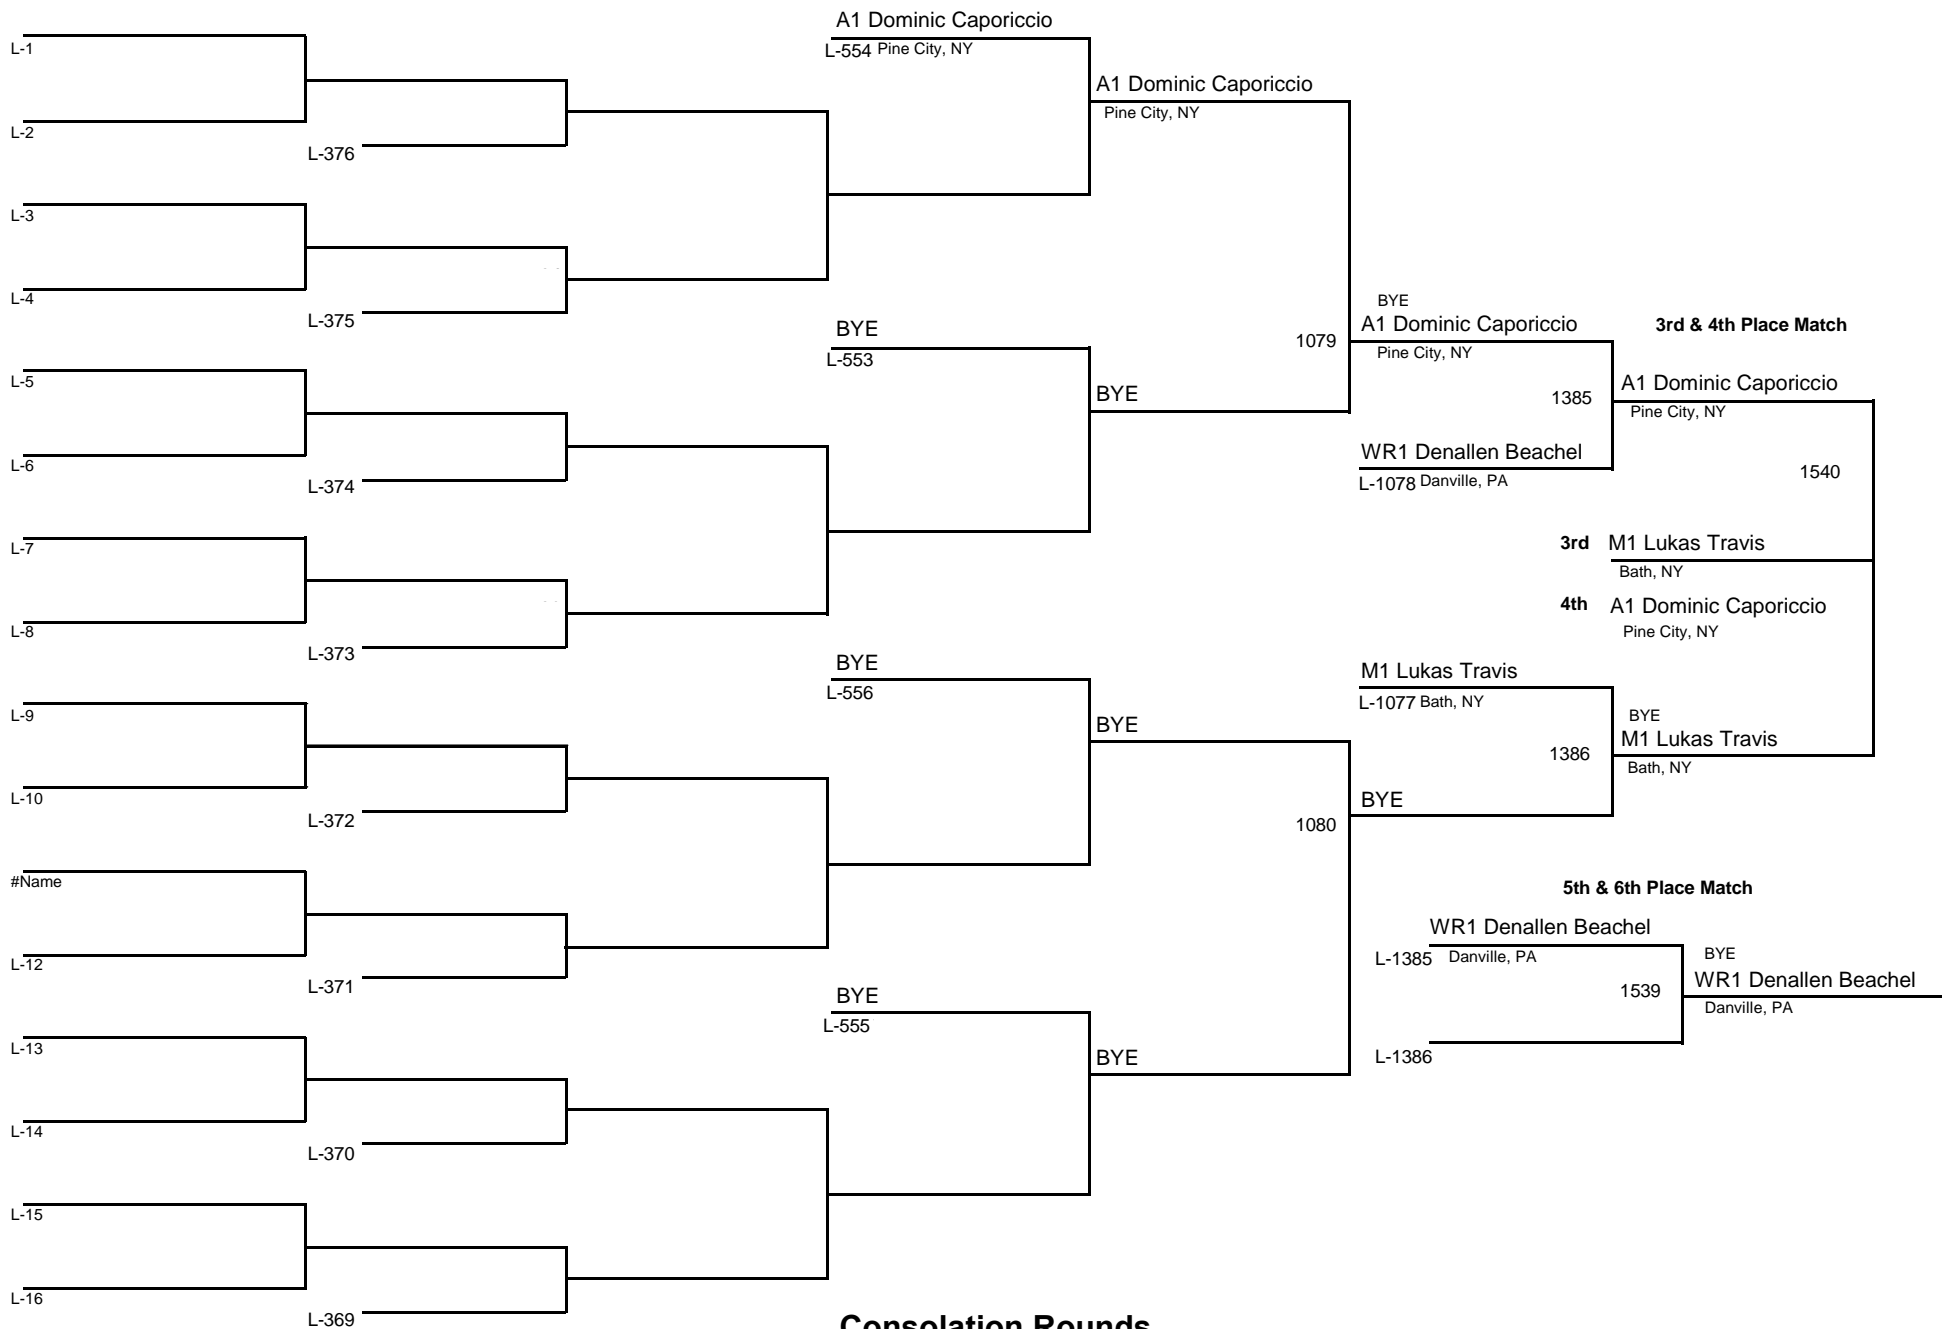 L-1
L-2
L-376
L-3
L-4
L-375
L-5
L-6
L-374
L-7
L-8
L-373
L-9
L-10
L-372
#Name
L-12
L-371
L-13
L-14
L-370
L-15
L-16
L-369
A1 Dominic Caporiccio
L-554 Pine City, NY
BYE
L-553
BYE
L-556
BYE
L-555
A1 Dominic Caporiccio
Pine City, NY
BYE
BYE
BYE
1079
1080
BYE
A1 Dominic Caporiccio
Pine City, NY
1385
WR1 Denallen Beachel
L-1078 Danville, PA
M1 Lukas Travis
L-1077 Bath, NY
1386
BYE
3rd & 4th Place Match
A1 Dominic Caporiccio
Pine City, NY
1540
3rd M1 Lukas Travis
Bath, NY
4th A1 Dominic Caporiccio
Pine City, NY
BYE
M1 Lukas Travis
Bath, NY
5th & 6th Place Match
WR1 Denallen Beachel
L-1385 Danville, PA
1539
L-1386
BYE
WR1 Denallen Beachel
Danville, PA
Consolation Rounds